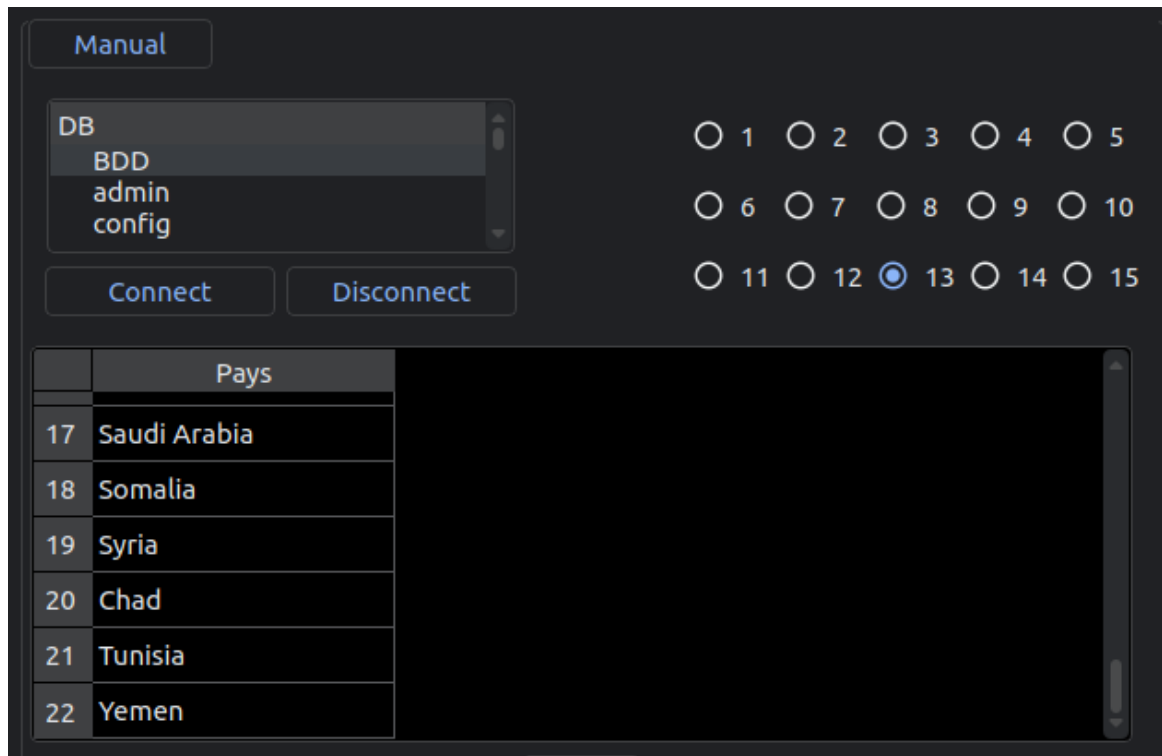 Manual
DB
BDD
admin
config
Connect Disconnect
1 2 3 4 5
6 7 8 9 10
11 12 13 14 15
Pays
17 Saudi Arabia
18 Somalia
19 Syria
20 Chad
21 Tunisia
22 Yemen